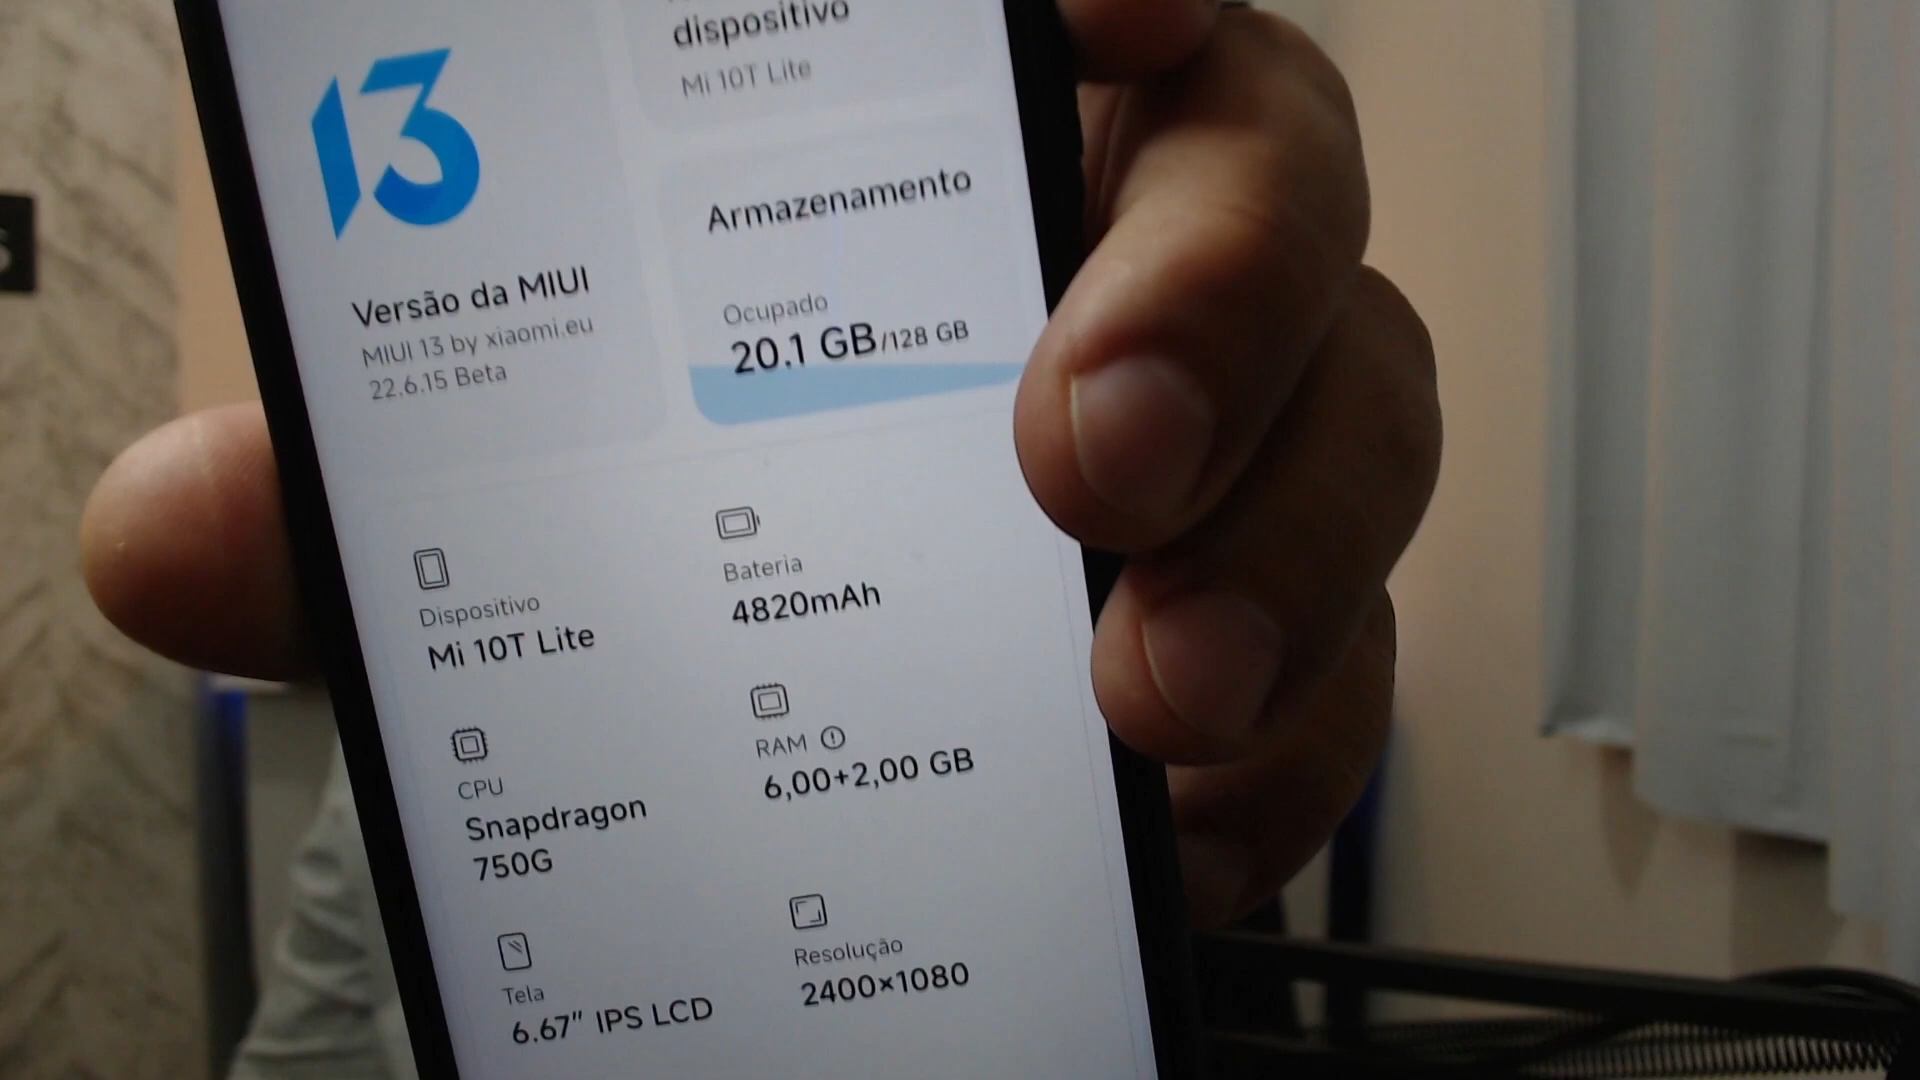 dispositivo
Mi 10T Lite
13
Versão da MIUI
MIUI 13 by xiaomi.eu
22.6.15 Beta
Armazenamento
Ocupado
20.1 GB/128 GB
Dispositivo
Mi 10T Lite
Bateria
4820mAh
CPU
Snapdragon
750G
RAM
6,00+2,00 GB
Tela
6.67" IPS LCD
Resolução
2400×1080